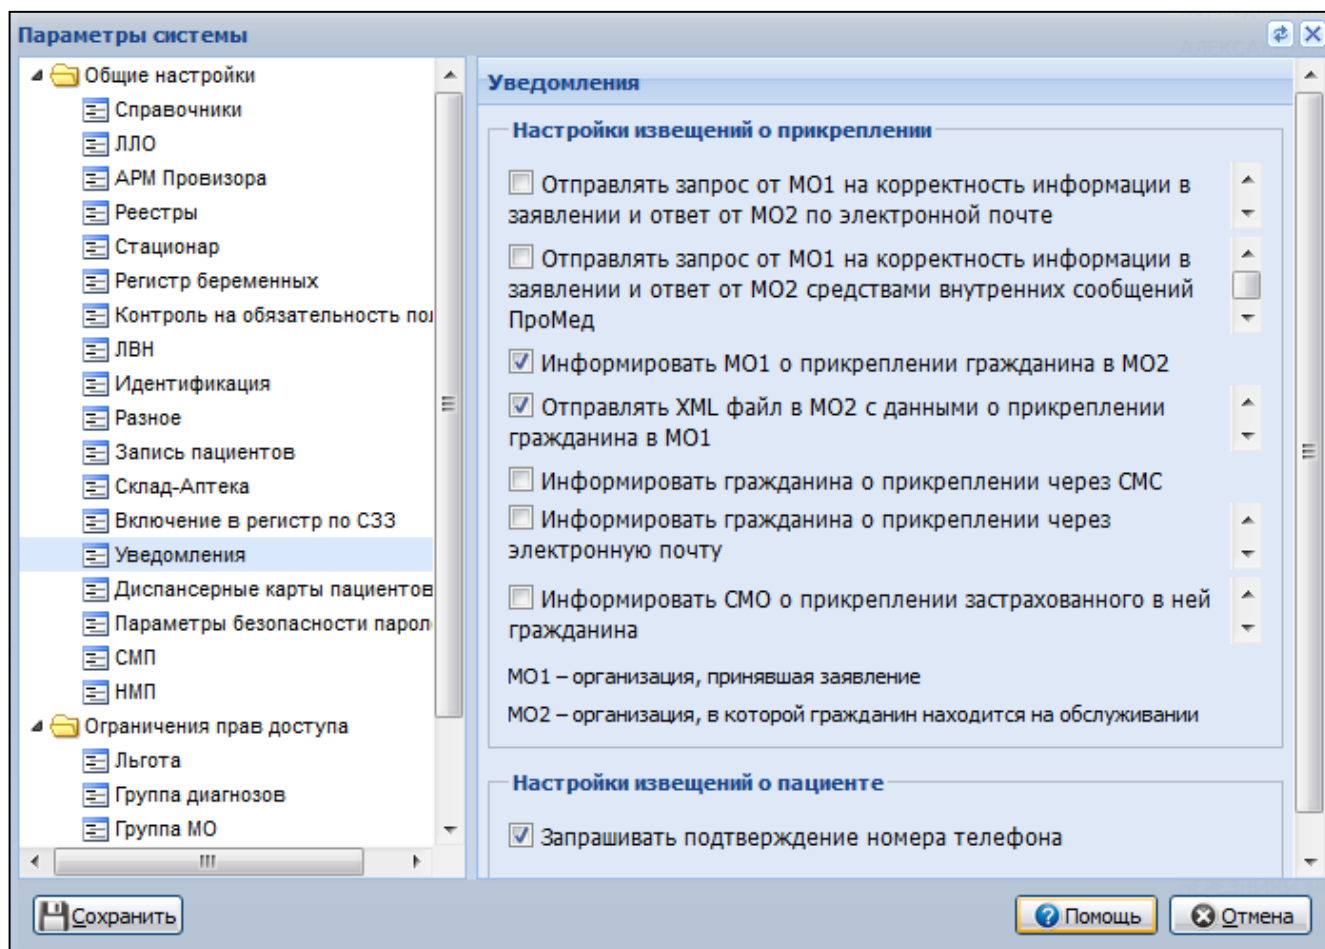 Параметры системы
Общие настройки
Справочники
ЛЛО
АРМ Провизора
Реестры
Стационар
Регистр беременных
Контроль на обязательность пол
ЛВН
Идентификация
Разное
Запись пациентов
Склад-Аптека
Включение в регистр по СЗЗ
Уведомления
Диспансерные карты пациентов
Параметры безопасности парол
СМП
НМП
Ограничения прав доступа
Льгота
Группа диагнозов
Группа МО
Уведомления
Настройки извещений о прикреплении
Отправлять запрос от МО1 на корректность информации в
заявлении и ответ от МО2 по электронной почте
Отправлять запрос от МО1 на корректность информации в
заявлении и ответ от МО2 средствами внутренних сообщений
ПроМед
Информировать МО1 о прикреплении гражданина в МО2
Отправлять XML файл в МО2 с данными о прикреплении
гражданина в МО1
Информировать гражданина о прикреплении через СМС
Информировать гражданина о прикреплении через
электронную почту
Информировать СМО о прикреплении застрахованного в ней
гражданина
МО1 – организация, принявшая заявление
МО2 – организация, в которой гражданин находится на обслуживании
Настройки извещений о пациенте
Запрашивать подтверждение номера телефона
Сохранить
Помощь
Отмена